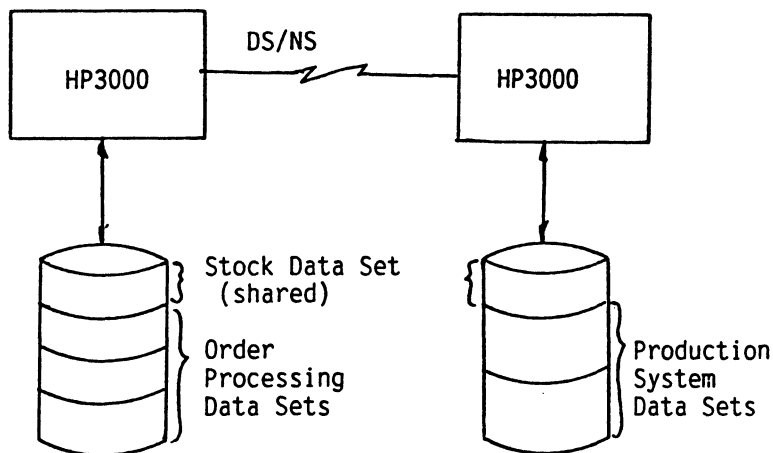 DS/NS
HP3000
HP3000
Stock Data Set
(shared)
Order
Processing
Data Sets
Production
System
Data Sets